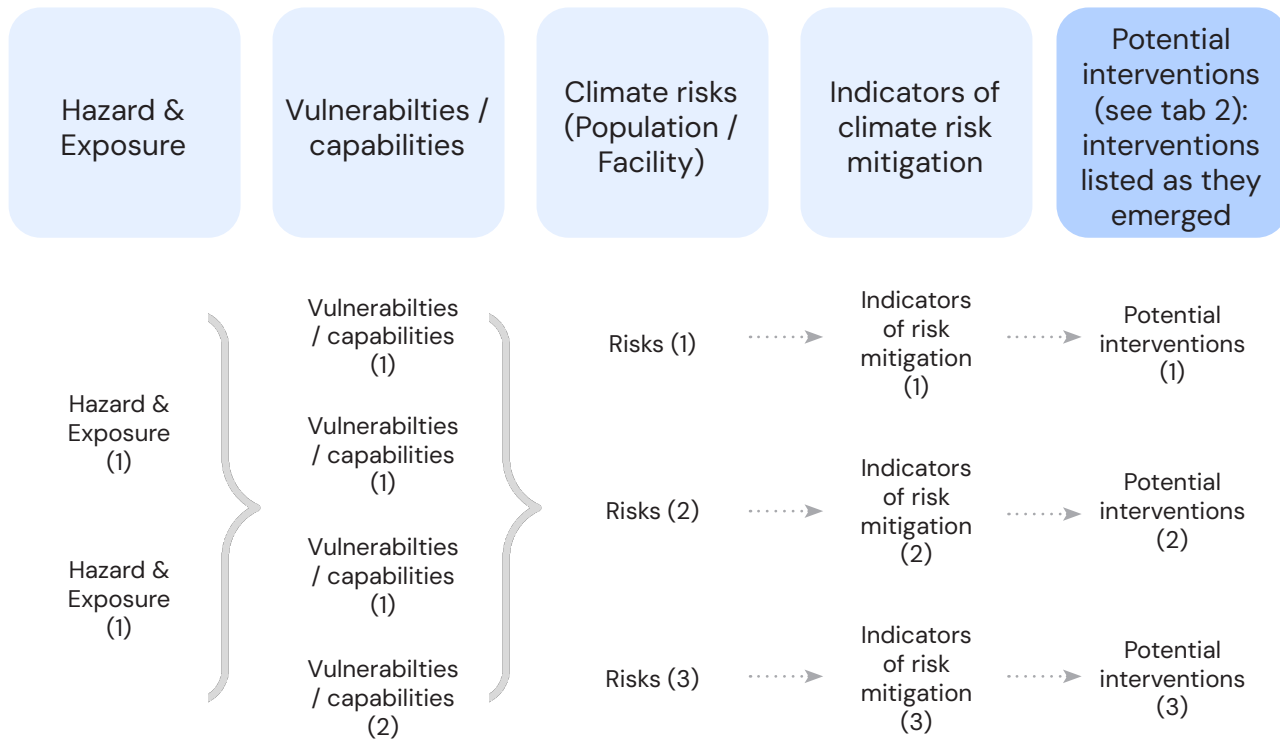 Hazard &
Exposure
Vulnerabilties /
capabilities
Climate risks
(Population /
Facility)
Indicators of
climate risk
mitigation
Potential
interventions
(see tab 2):
interventions
listed as they
emerged
Hazard &
Exposure
(1)
Hazard &
Exposure
(1)
Vulnerabilties
/ capabilities
(1)
Vulnerabilties
/ capabilities
(1)
Vulnerabilties
/ capabilities
(1)
Vulnerabilties
/ capabilities
(2)
Risks (1)
Indicators
of risk
mitigation
(1)
Potential
interventions
(1)
Risks (2)
Indicators
of risk
mitigation
(2)
Potential
interventions
(2)
Risks (3)
Indicators
of risk
mitigation
(3)
Potential
interventions
(3)